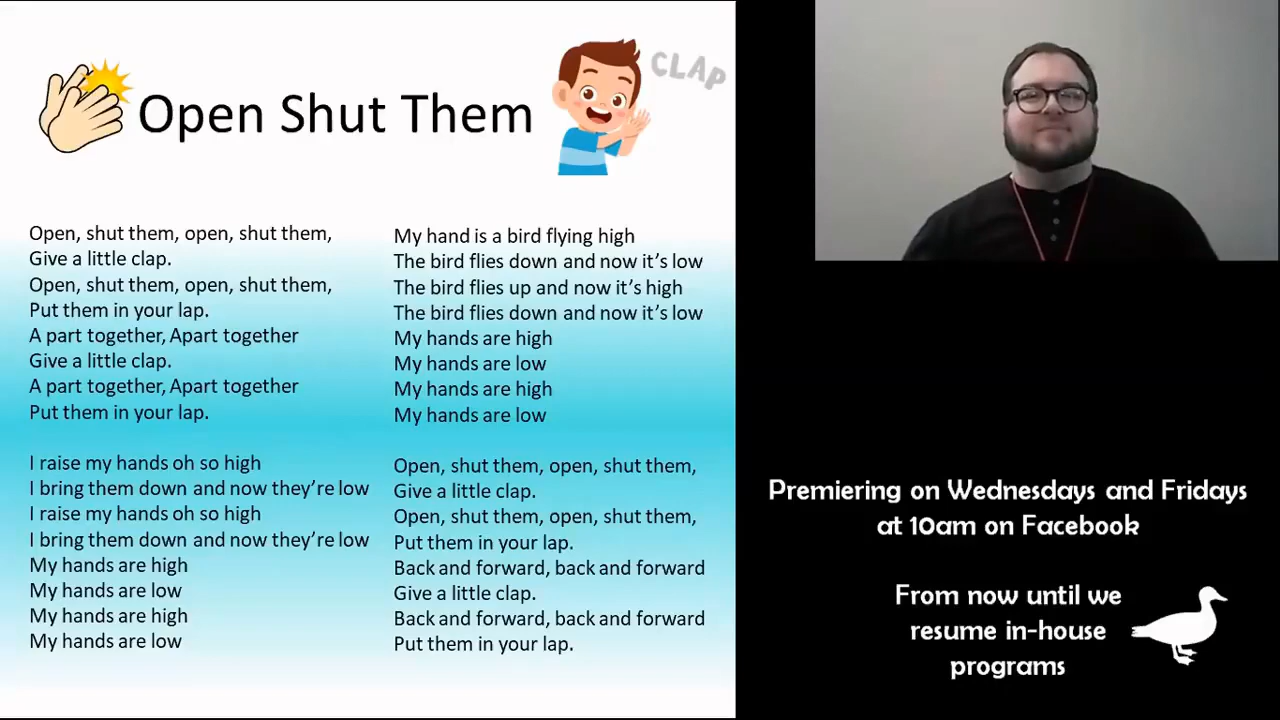 Open Shut Them
CLAP
Open, shut them, open, shut them,
Give a little clap.
Open, shut them, open, shut them,
Put them in your lap.
A part together, Apart together
Give a little clap.
A part together, Apart together
Put them in your lap.
I raise my hands oh so high
I bring them down and now they’re low
I raise my hands oh so high
I bring them down and now they’re low
My hands are high
My hands are low
My hands are high
My hands are low
My hand is a bird flying high
The bird flies down and now it’s low
The bird flies up and now it’s high
The bird flies down and now it’s low
My hands are high
My hands are low
My hands are high
My hands are low
Open, shut them, open, shut them,
Give a little clap.
Open, shut them, open, shut them,
Put them in your lap.
Back and forward, back and forward
Give a little clap.
Back and forward, back and forward
Put them in your lap.
Premiering on Wednesdays and Fridays
at 10am on Facebook
From now until we
resume in-house
programs